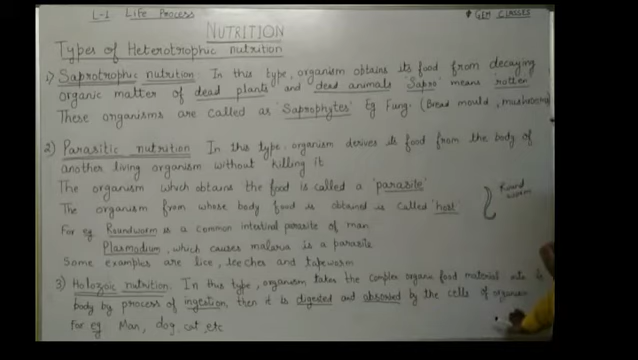 L-I Life Process
* GEM CLASSES
NUTRITION
Types of Heterotrophic nutrition
1) Saprotrophic nutrition. In this type, organism obtains its food from decaying
organic matter of dead plants and dead animals 'Sapro' means 'rotten'
These organisms are called as 'Saprophytes' Eg Fungi (Bread mould, mushroom)
2) Parasitic nutrition In this type organism derives its food from the body of
another living organism without killing it
The organism which obtains the food is called a 'parasite'
The organism from whose body food is obtained is called 'host'
Round
worm
For eg Roundworm is a common intestinal parasite of man
Plasmodium, which causes malaria is a parasite
Some examples are lice, leeches and tapeworm
3) Holozoic nutrition. In this type, organism takes the complex organic food material into
body by process of ingestion, then it is digested and absorbed by the cells of organism
For eg Man, dog, cat, etc